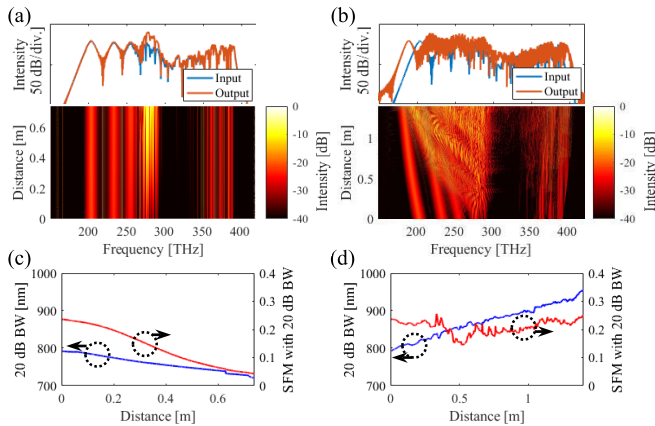 (a)
Intensity
50 dB/div.
Input
Output
Distance [m]
0.6
0.4
0.2
0
200 250 300 350 400
Frequency [THz]
0
-10
-20
-30
-40
Intensity [dB]
(b)
Intensity
50 dB/div.
Input
Output
Distance [m]
1
0.5
0
150 200 250 300 350 400
Frequency [THz]
0
-10
-20
-30
-40
Intensity [dB]
(c)
20 dB BW [nm]
1000
900
800
700
0 0.2 0.4 0.6
Distance [m]
0.4
0.3
0.2
0.1
0
SFM with 20 dB BW
(d)
20 dB BW [nm]
1000
900
800
700
0 0.5 1
Distance [m]
0.4
0.3
0.2
0.1
0
SFM with 20 dB BW